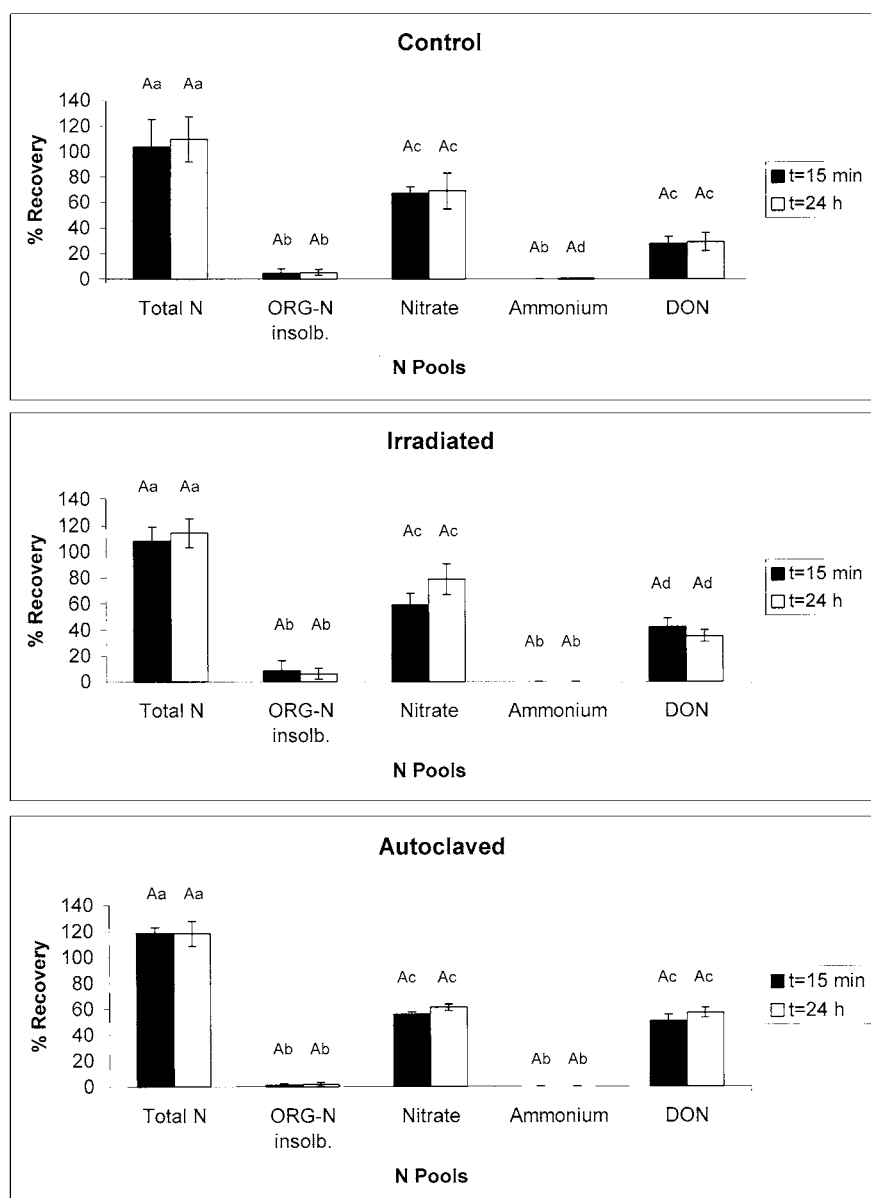 Control
Aa Aa
Ac Ac
Ac Ac
Ab Ab
Ab Ad
% Recovery
140
120
100
80
60
40
20
0
t=15 min
t=24 h
Total N ORG-N insolb. Nitrate Ammonium DON
N Pools
Irradiated
Aa Aa
Ac Ac
Ad Ad
Ab Ab
Ab Ab
% Recovery
140
120
100
80
60
40
20
0
t=15 min
t=24 h
Total N ORG-N insolb. Nitrate Ammonium DON
N Pools
Autoclaved
Aa Aa
Ac Ac
Ac Ac
Ab Ab
Ab Ab
% Recovery
140
120
100
80
60
40
20
0
t=15 min
t=24 h
Total N ORG-N insolb. Nitrate Ammonium DON
N Pools